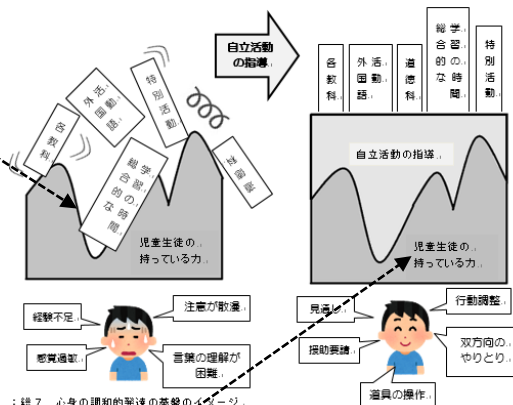 各教科
外国語
活動
特別活動
総合的な
学習の時間
道徳科
児童生徒の
持っている力
経験不足
注意が散漫
感覚過敏
言葉の理解が
困難
自立活動
の指導
各教科
外国語
活動
道徳科
総合的な
学習の時間
特別活動
自立活動の指導
児童生徒の
持っている力
見通し
行動調整
援助要請
双方向の
やりとり
道具の操作
心身の調和的発達の基盤のイメージ